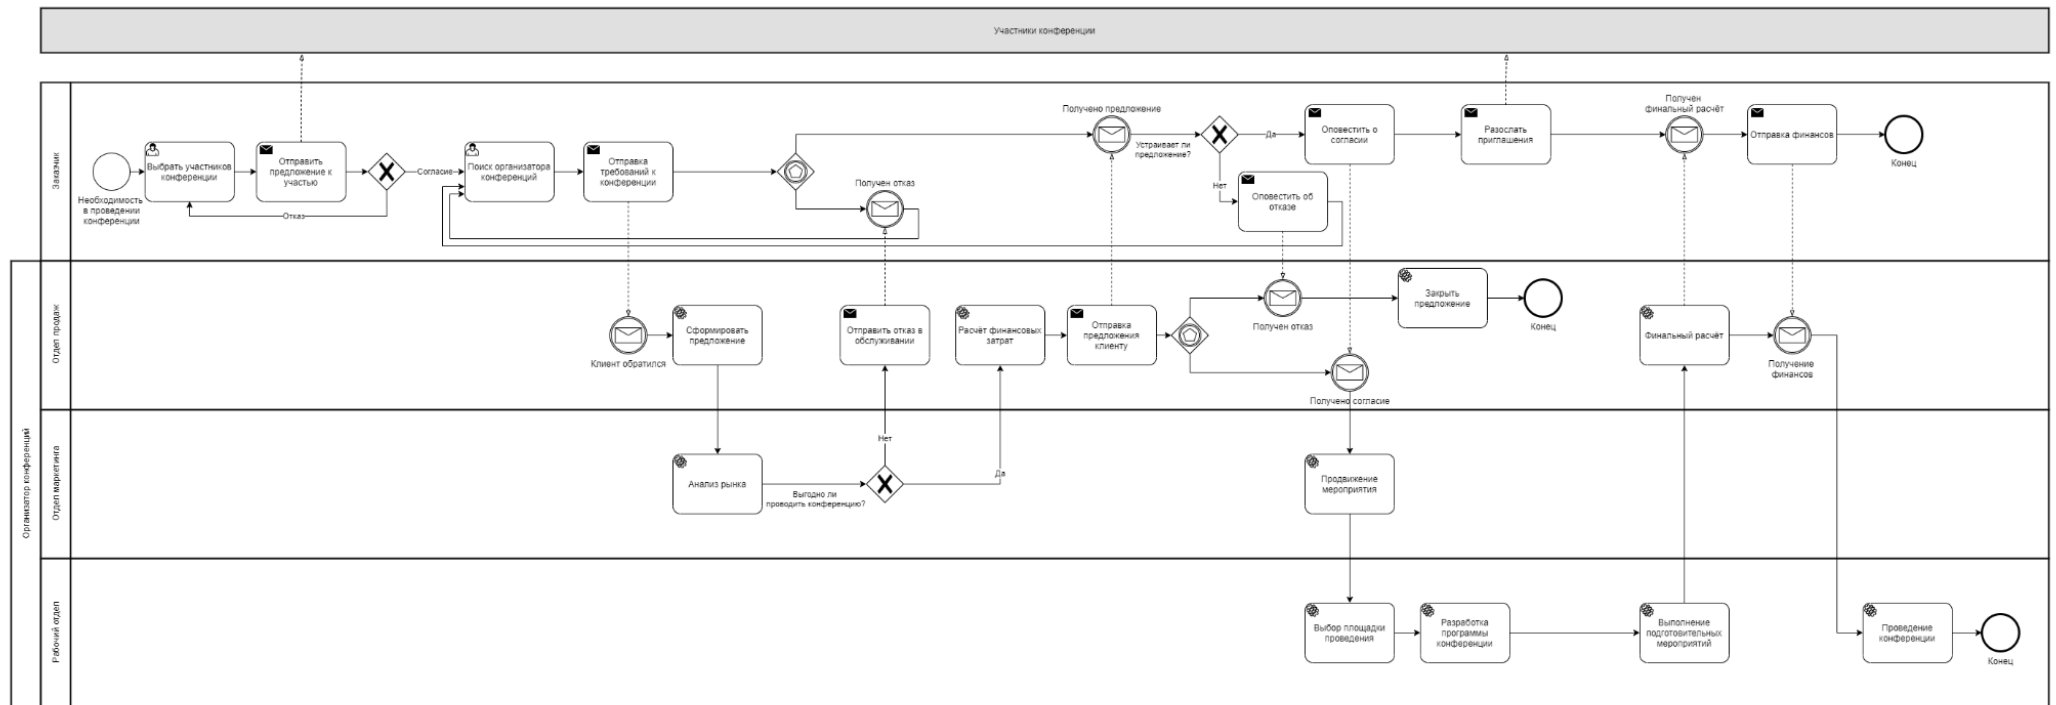 Участники конференции
Заказчик
Необходимость
в проведении
конференции
Выбрать участников
конференции
Отправить
предложение к
участью
Согласие
Отказ
Поиск организатора
конференций
Отправка
требований к
конференции
Получен отказ
Получено предложение
Устраивает ли
предложение?
Да
Нет
Оповестить о
согласии
Оповестить об
отказе
Разослать
приглашения
Получен
финальный расчёт
Отправка финансов
Конец
Организатор конференций
Отдел продаж
Клиент обратился
Сформировать
предложение
Отправить отказ в
обслуживании
Расчёт финансовых
затрат
Отправка
предложения
клиенту
Получен отказ
Получено согласие
Закрыть
предложение
Конец
Финальный расчёт
Получение
финансов
Отдел маркетинга
Анализ рынка
Выгодно ли
проводить конференцию?
Нет
Да
Продвижение
мероприятия
Рабочий отдел
Выбор площадки
проведения
Разработка
программы
конференции
Выполнение
подготовительных
мероприятий
Проведение
конференции
Конец